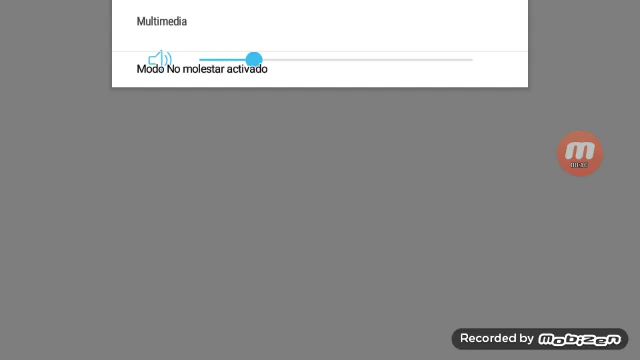 Multimedia
Modo No molestar activado
m
Recorded by mobizen